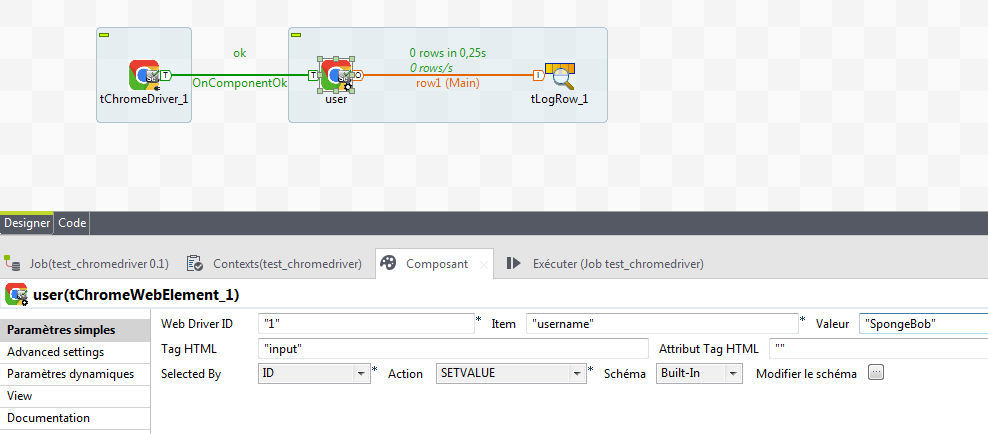 ok
0 rows in 0,25s
0 rows/s
T
T
O
I
OnComponentOk
row1 (Main)
tChromeDriver_1
user
tLogRow_1
Designer
Code
Job(test_chromedriver 0.1)
Contexts(test_chromedriver)
Composant
Exécuter (Job test_chromedriver)
user(tChromeWebElement_1)
Paramètres simples
Advanced settings
Paramètres dynamiques
View
Documentation
Web Driver ID "1" * Item "username" * Valeur "SpongeBob"
Tag HTML "input" Attribut Tag HTML ""
Selected By ID * Action SETVALUE * Schéma Built-In Modifier le schéma ...